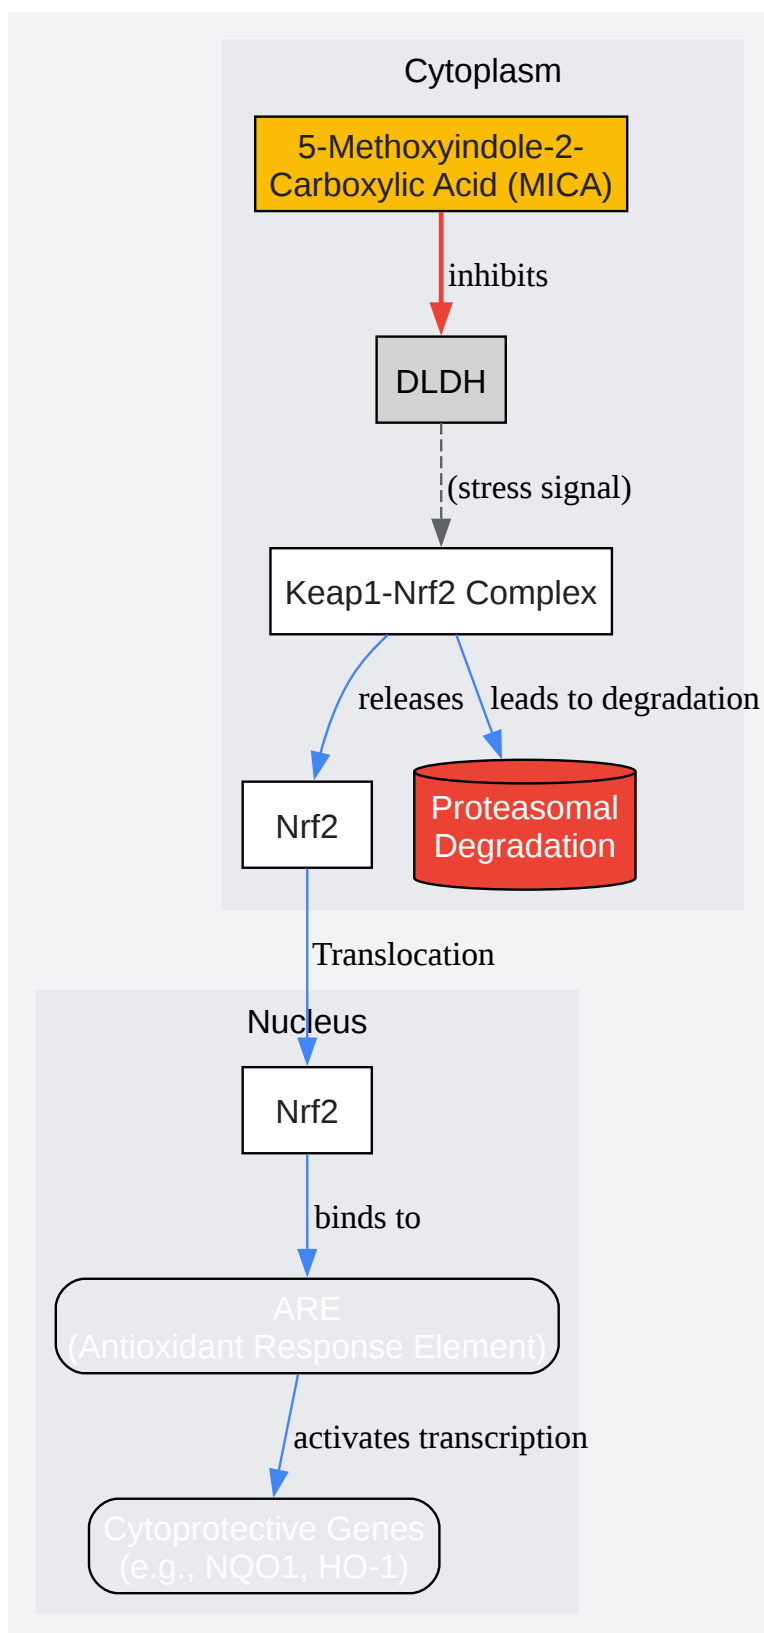 Cytoplasm
5-Methoxyindole-2-
Carboxylic Acid (MICA)
inhibits
DLDH
(stress signal)
Keap1-Nrf2 Complex
releases
leads to degradation
Nrf2
Proteasomal
Degradation
Translocation
Nucleus
Nrf2
binds to
ARE
(Antioxidant Response Element)
activates transcription
Cytoprotective Genes
(e.g., NQO1, HO-1)